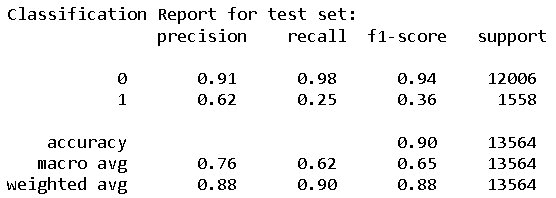 Classification Report for test set:
precision recall f1-score support
0 0.91 0.98 0.94 12006
1 0.62 0.25 0.36 1558
accuracy 0.90 13564
macro avg 0.76 0.62 0.65 13564
weighted avg 0.88 0.90 0.88 13564